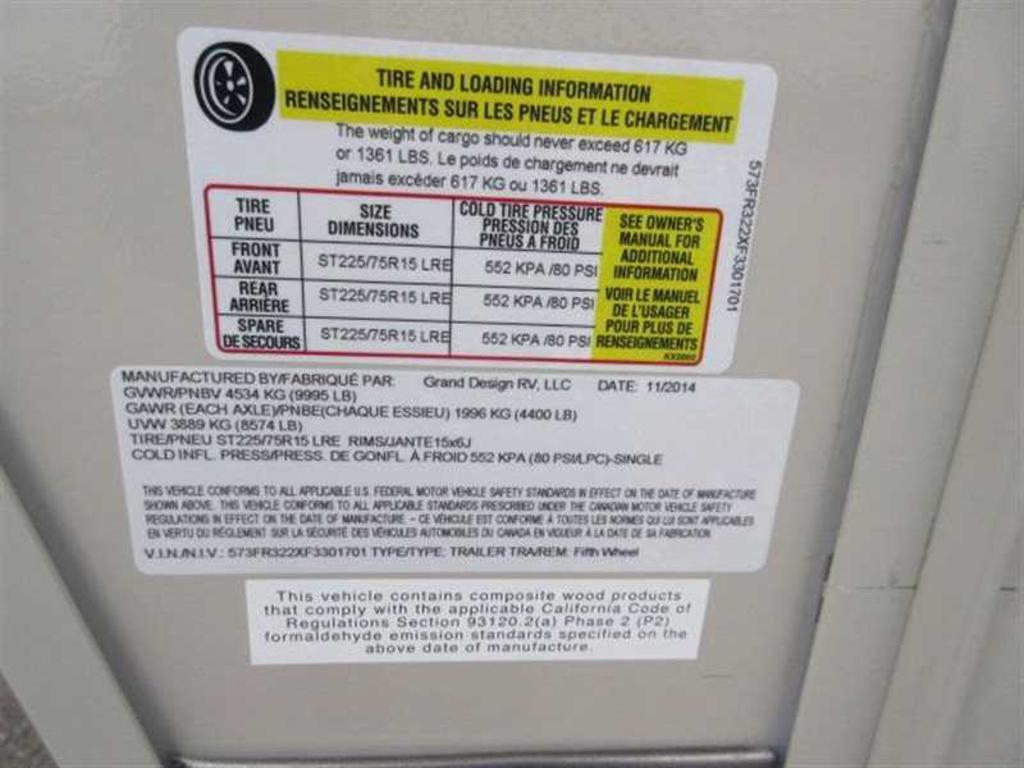 TIRE AND LOADING INFORMATION
RENSEIGNEMENTS SUR LES PNEUS ET LE CHARGEMENT
The weight of cargo should never exceed 617 KG
or 1361 LBS. Le poids de chargement ne devrait
jamais excéder 617 KG ou 1361 LBS.
TIRE PNEU
SIZE DIMENSIONS
COLD TIRE PRESSURE PRESSION DES PNEUS À FROID
FRONT AVANT
ST225/75R15 LRE
552 KPA /80 PSI
REAR ARRIÈRE
ST225/75R15 LRE
552 KPA /80 PSI
SPARE DE SECOURS
ST225/75R15 LRE
552 KPA /80 PSI
SEE OWNER'S
MANUAL FOR
ADDITIONAL
INFORMATION
VOIR LE MANUEL
DE L'USAGER
POUR PLUS DE
RENSEIGNEMENTS
573FR322XF3301701
MANUFACTURED BY/FABRIQUÉ PAR: Grand Design RV, LLC DATE: 11/2014
GVWR/PNBV 4534 KG (9995 LB)
GAWR (EACH AXLE)/PNBE(CHAQUE ESSIEU) 1996 KG (4400 LB)
UVW 3889 KG (8574 LB)
TIRE/PNEU ST225/75R15 LRE RIMS/JANTE15x6J
COLD INFL. PRESS/PRESS. DE GONFL. À FROID 552 KPA (80 PSI/LPC)-SINGLE
THIS VEHICLE CONFORMS TO ALL APPLICABLE U.S. FEDERAL MOTOR VEHICLE SAFETY STANDARDS IN EFFECT ON THE DATE OF MANUFACTURE
SHOWN ABOVE. THIS VEHICLE CONFORMS TO ALL APPLICABLE STANDARDS PRESCRIBED UNDER THE CANADIAN MOTOR VEHICLE SAFETY
REGULATIONS IN EFFECT ON THE DATE OF MANUFACTURE. - CE VÉHICULE EST CONFORME À TOUTES LES NORMES QUI LUI SONT APPLICABLES
EN VERTU DU RÈGLEMENT SUR LA SÉCURITÉ DES VÉHICULES AUTOMOBILES DU CANADA EN VIGUEUR À LA DATE DE SA FABRICATION.
V.I.N./N.I.V.: 573FR322XF3301701 TYPE/TYPE: TRAILER TRA/REM: Fifth Wheel
This vehicle contains composite wood products
that comply with the applicable California Code of
Regulations Section 93120.2(a) Phase 2 (P2)
formaldehyde emission standards specified on the
above date of manufacture.